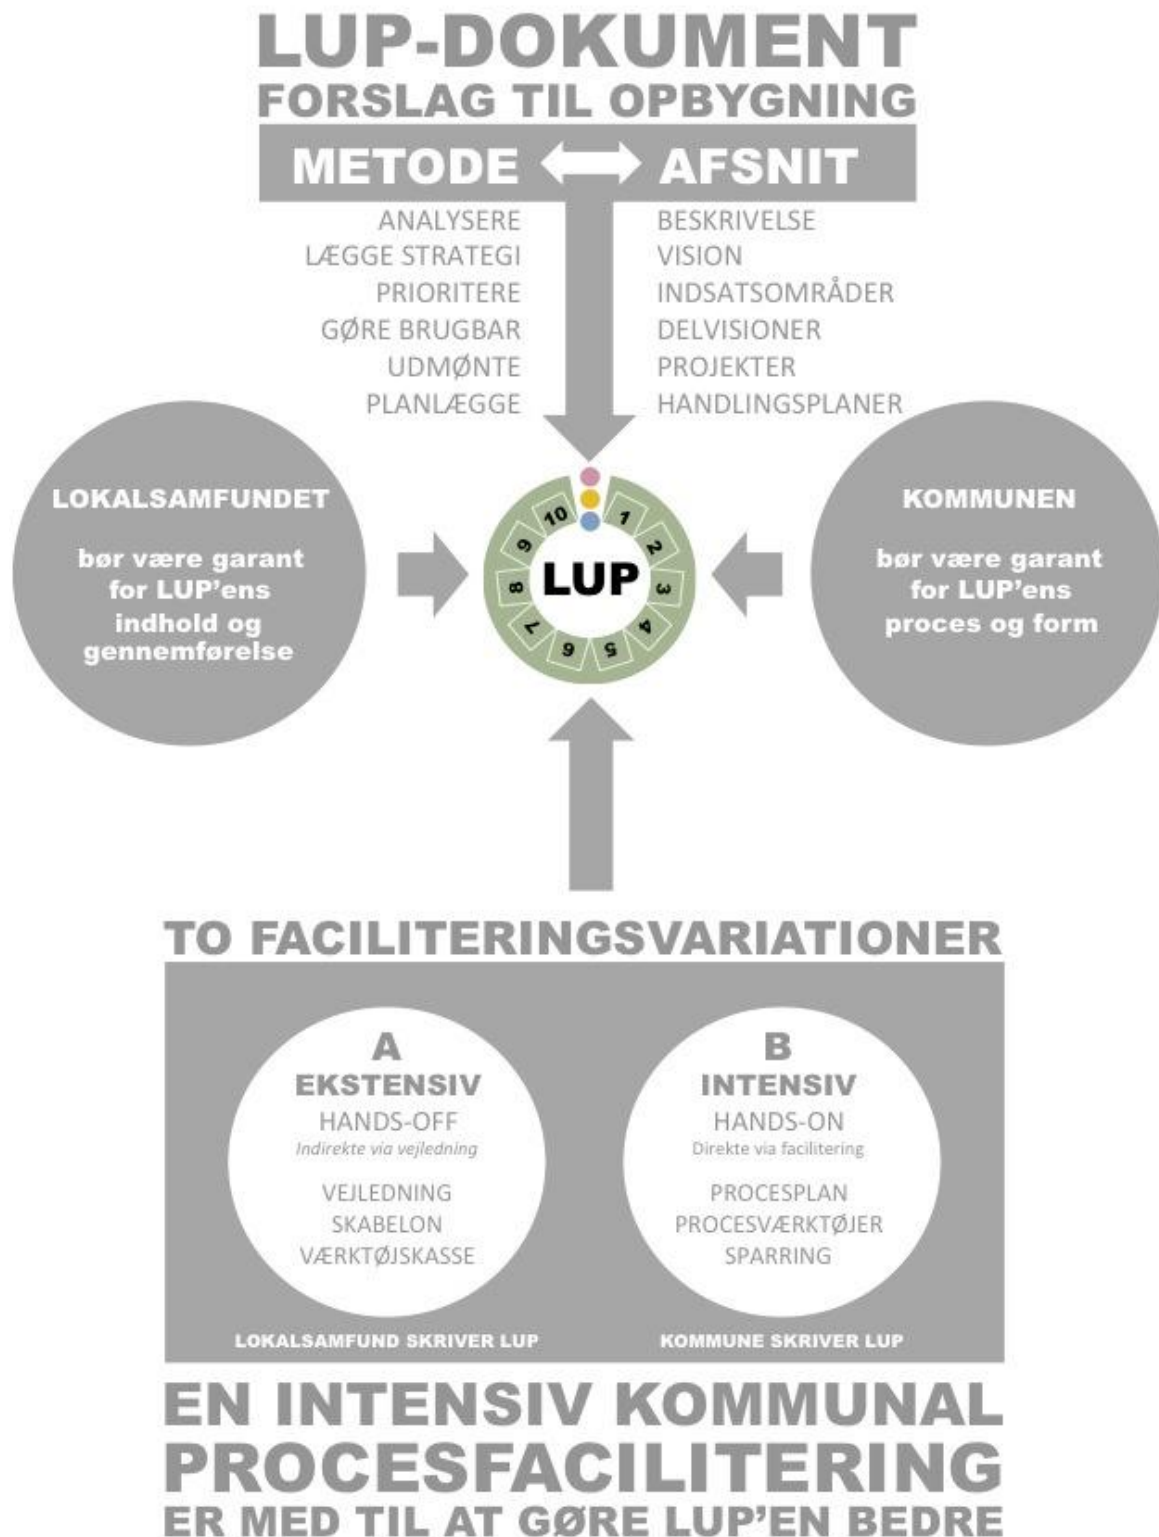 LUP-DOKUMENT
FORSLAG TIL OPBYGNING
METODE AFSNIT
ANALYSERE BESKRIVELSE
LÆGGE STRATEGI VISION
PRIORITERE INDSATSOMRÅDER
GØRE BRUGBAR DELVISIONER
UDMØNTE PROJEKTER
PLANLÆGGE HANDLINGSPLANER
LOKALSAMFUNDET
bør være garant
for LUP'ens
indhold og
gennemførelse
LUP
1
2
3
4
5
6
7
8
9
10
KOMMUNEN
bør være garant
for LUP'ens
proces og form
TO FACILITERINGSVARIATIONER
A
EKSTENSIV
HANDS-OFF
Indirekte via vejledning
VEJLEDNING
SKABELON
VÆRKTØJSKASSE
LOKALSAMFUND SKRIVER LUP
B
INTENSIV
HANDS-ON
Direkte via facilitering
PROCESPLAN
PROCESVÆRKTØJER
SPARRING
KOMMUNE SKRIVER LUP
EN INTENSIV KOMMUNAL
PROCESFACILITERING
ER MED TIL AT GØRE LUP'EN BEDRE